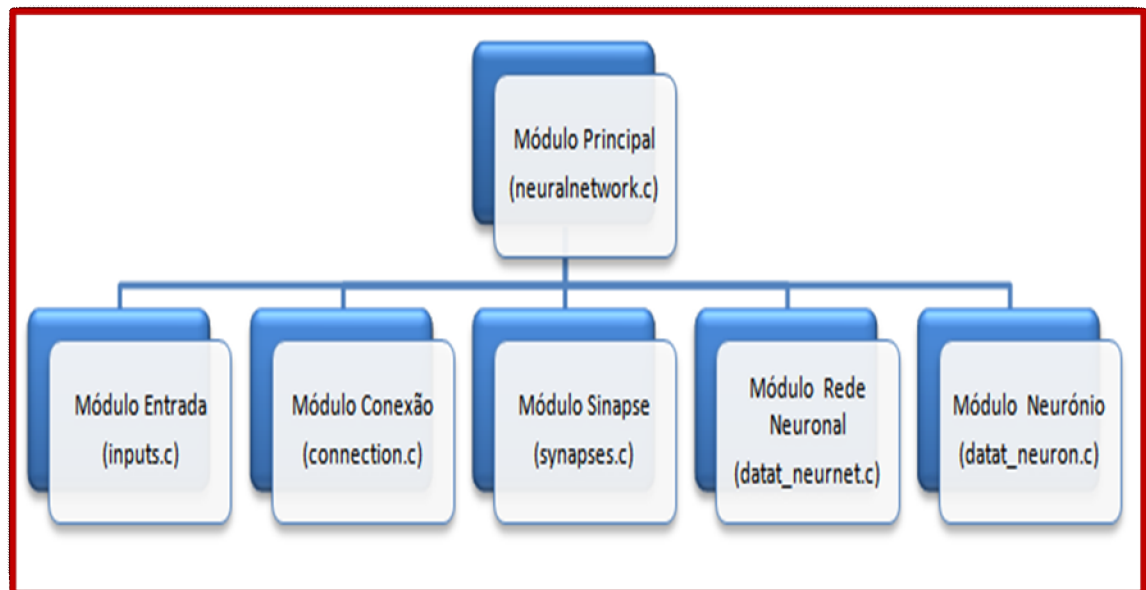 Módulo Principal
(neuralnetwork.c)
Módulo Entrada
(inputs.c)
Módulo Conexão
(connection.c)
Módulo Sinapse
(synapses.c)
Módulo Rede
Neuronal
(datat_neurnet.c)
Módulo Neurónio
(datat_neuron.c)